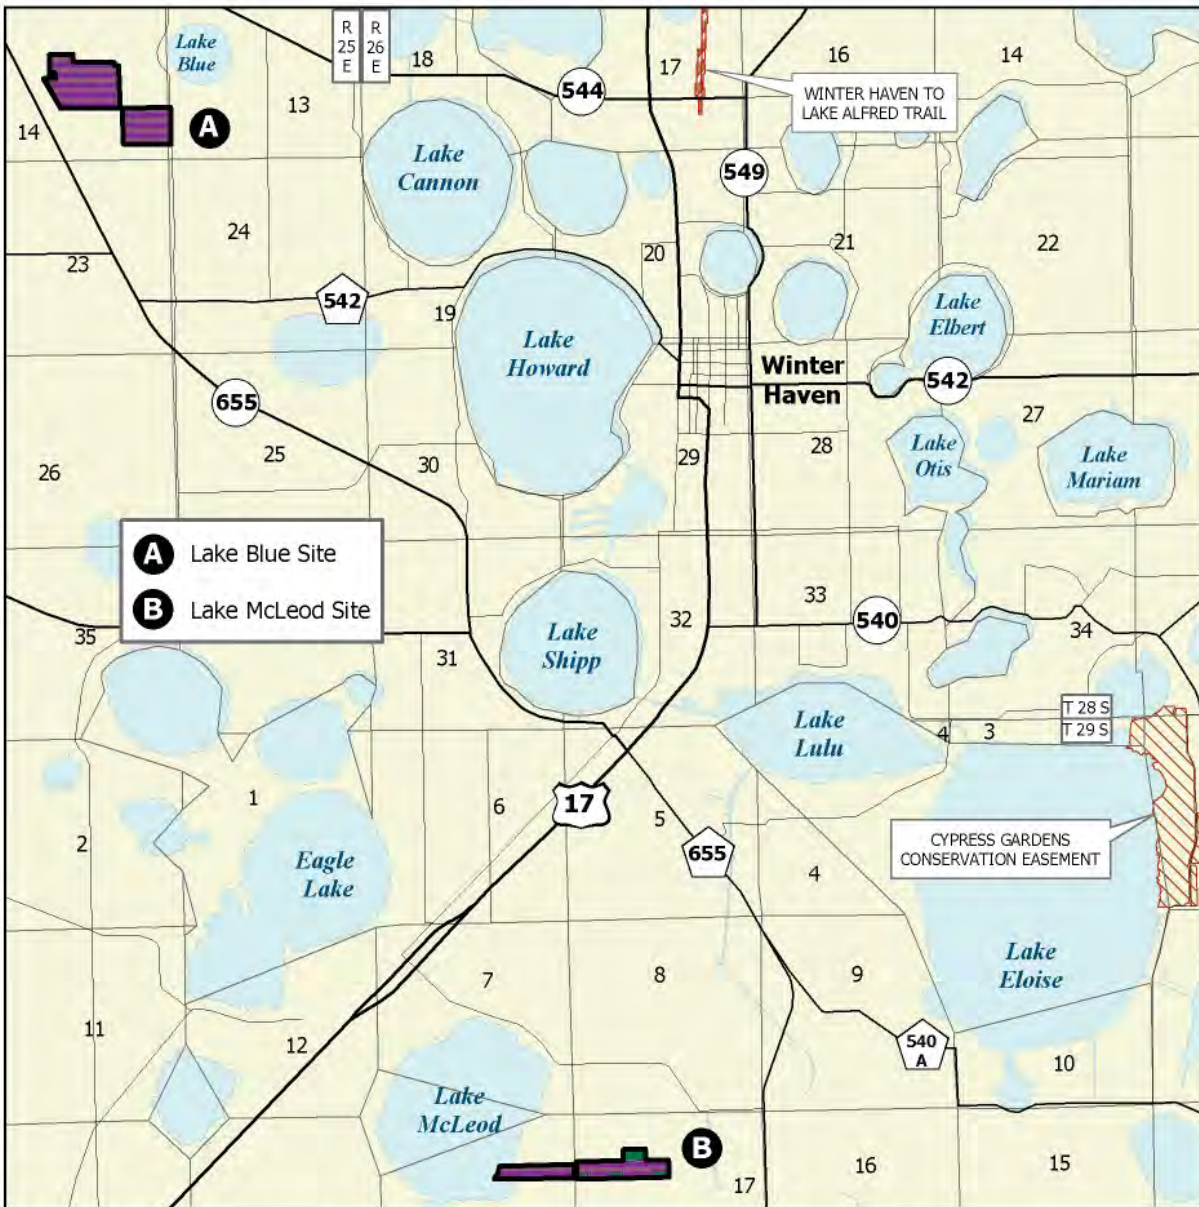 Lake
Blue
R
25
E
R
26
E
18
17
16
14
WINTER HAVEN TO
LAKE ALFRED TRAIL
544
13
14
A
Lake
Cannon
549
24
23
20
21
22
542
19
Lake
Howard
Lake
Elbert
Winter
Haven
542
655
27
26
25
30
29
28
Lake
Otis
Lake
Mariam
A Lake Blue Site
B Lake McLeod Site
35
31
32
33
540
34
Lake
Shipp
T 28 S
T 29 S
Lake
Lulu
4
3
1
6
17
5
2
655
4
CYPRESS GARDENS
CONSERVATION EASEMENT
Eagle
Lake
7
8
9
Lake
Eloise
11
12
540
A
10
Lake
McLeod
B
17
16
15